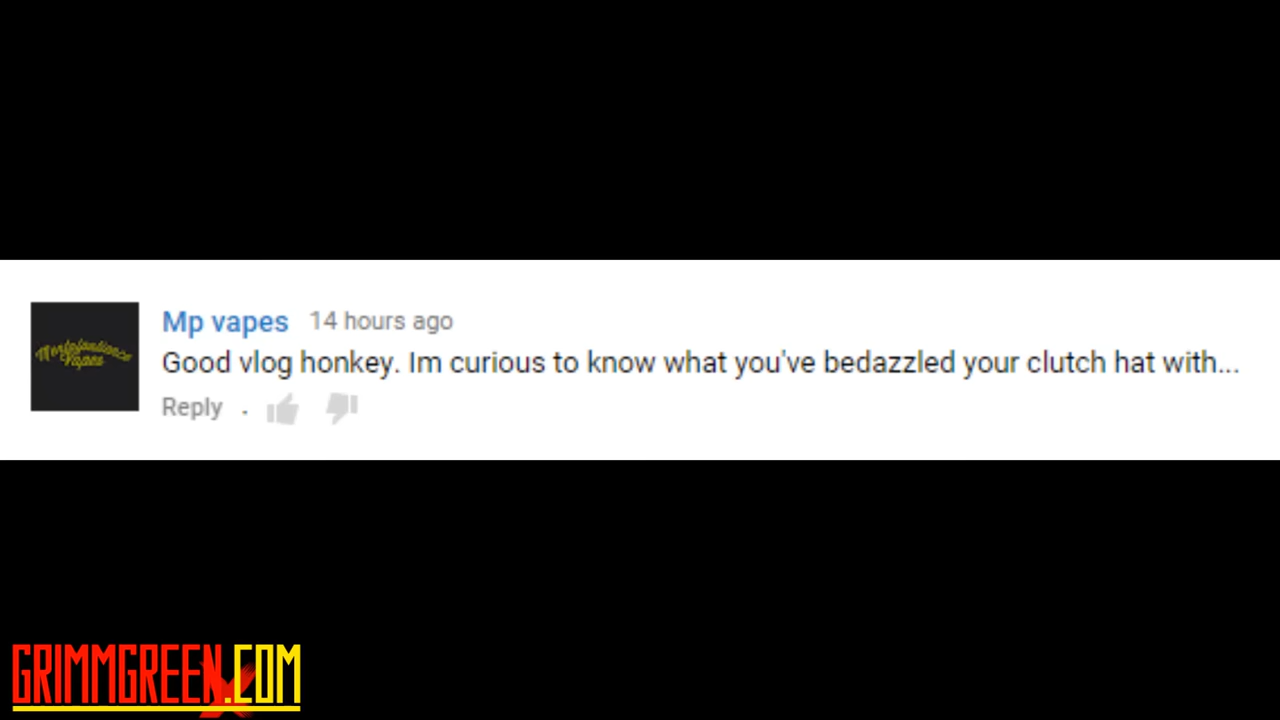 Mp vapes 14 hours ago
Good vlog honkey. Im curious to know what you've bedazzled your clutch hat with...
Reply .
Vapes
GRIMMGREEN.COM